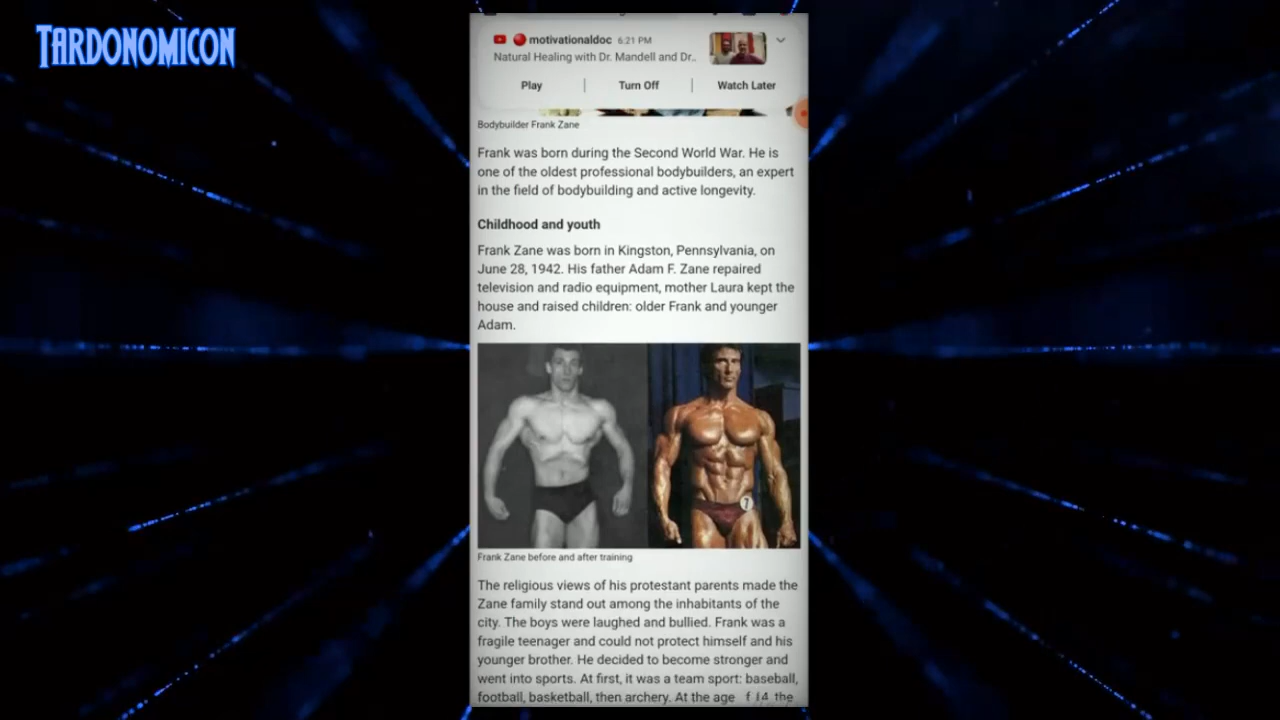 TARDONOMICON
motivationaldoc 6:21 PM
Natural Healing with Dr. Mandell and Dr..
Play
Turn Off
Watch Later
Bodybuilder Frank Zane
Frank was born during the Second World War. He is
one of the oldest professional bodybuilders, an expert
in the field of bodybuilding and active longevity.
Childhood and youth
Frank Zane was born in Kingston, Pennsylvania, on
June 28, 1942. His father Adam F. Zane repaired
television and radio equipment, mother Laura kept the
house and raised children: older Frank and younger
Adam.
7
Frank Zane before and after training
The religious views of his protestant parents made the
Zane family stand out among the inhabitants of the
city. The boys were laughed and bullied. Frank was a
fragile teenager and could not protect himself and his
younger brother. He decided to become stronger and
went into sports. At first, it was a team sport: baseball,
football, basketball, then archery. At the age f 14 the